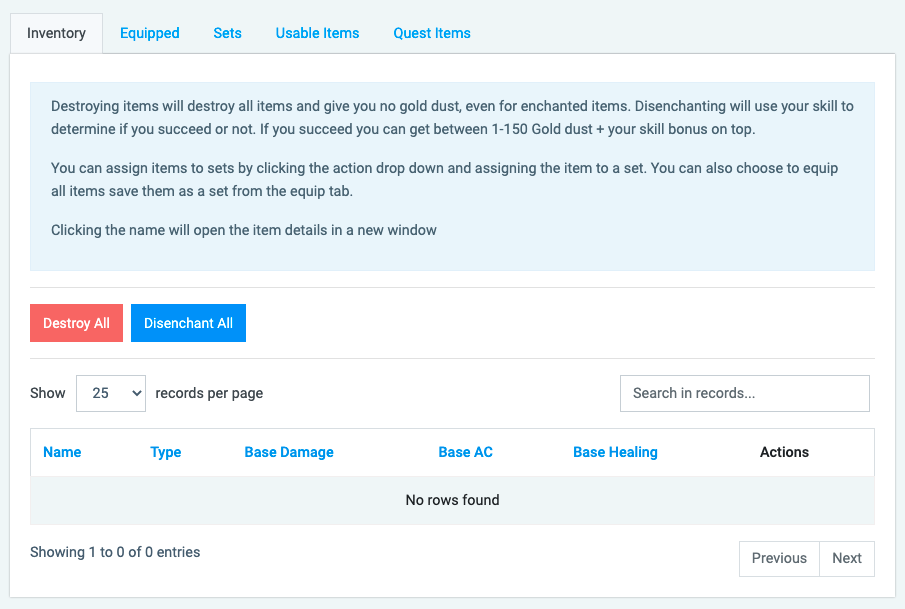 Inventory Equipped Sets Usable Items Quest Items
Destroying items will destroy all items and give you no gold dust, even for enchanted items. Disenchanting will use your skill to
determine if you succeed or not. If you succeed you can get between 1-150 Gold dust + your skill bonus on top.
You can assign items to sets by clicking the action drop down and assigning the item to a set. You can also choose to equip
all items save them as a set from the equip tab.
Clicking the name will open the item details in a new window
Destroy All Disenchant All
Show 25 records per page Search in records...
Name Type Base Damage Base AC Base Healing Actions
No rows found
Showing 1 to 0 of 0 entries Previous Next